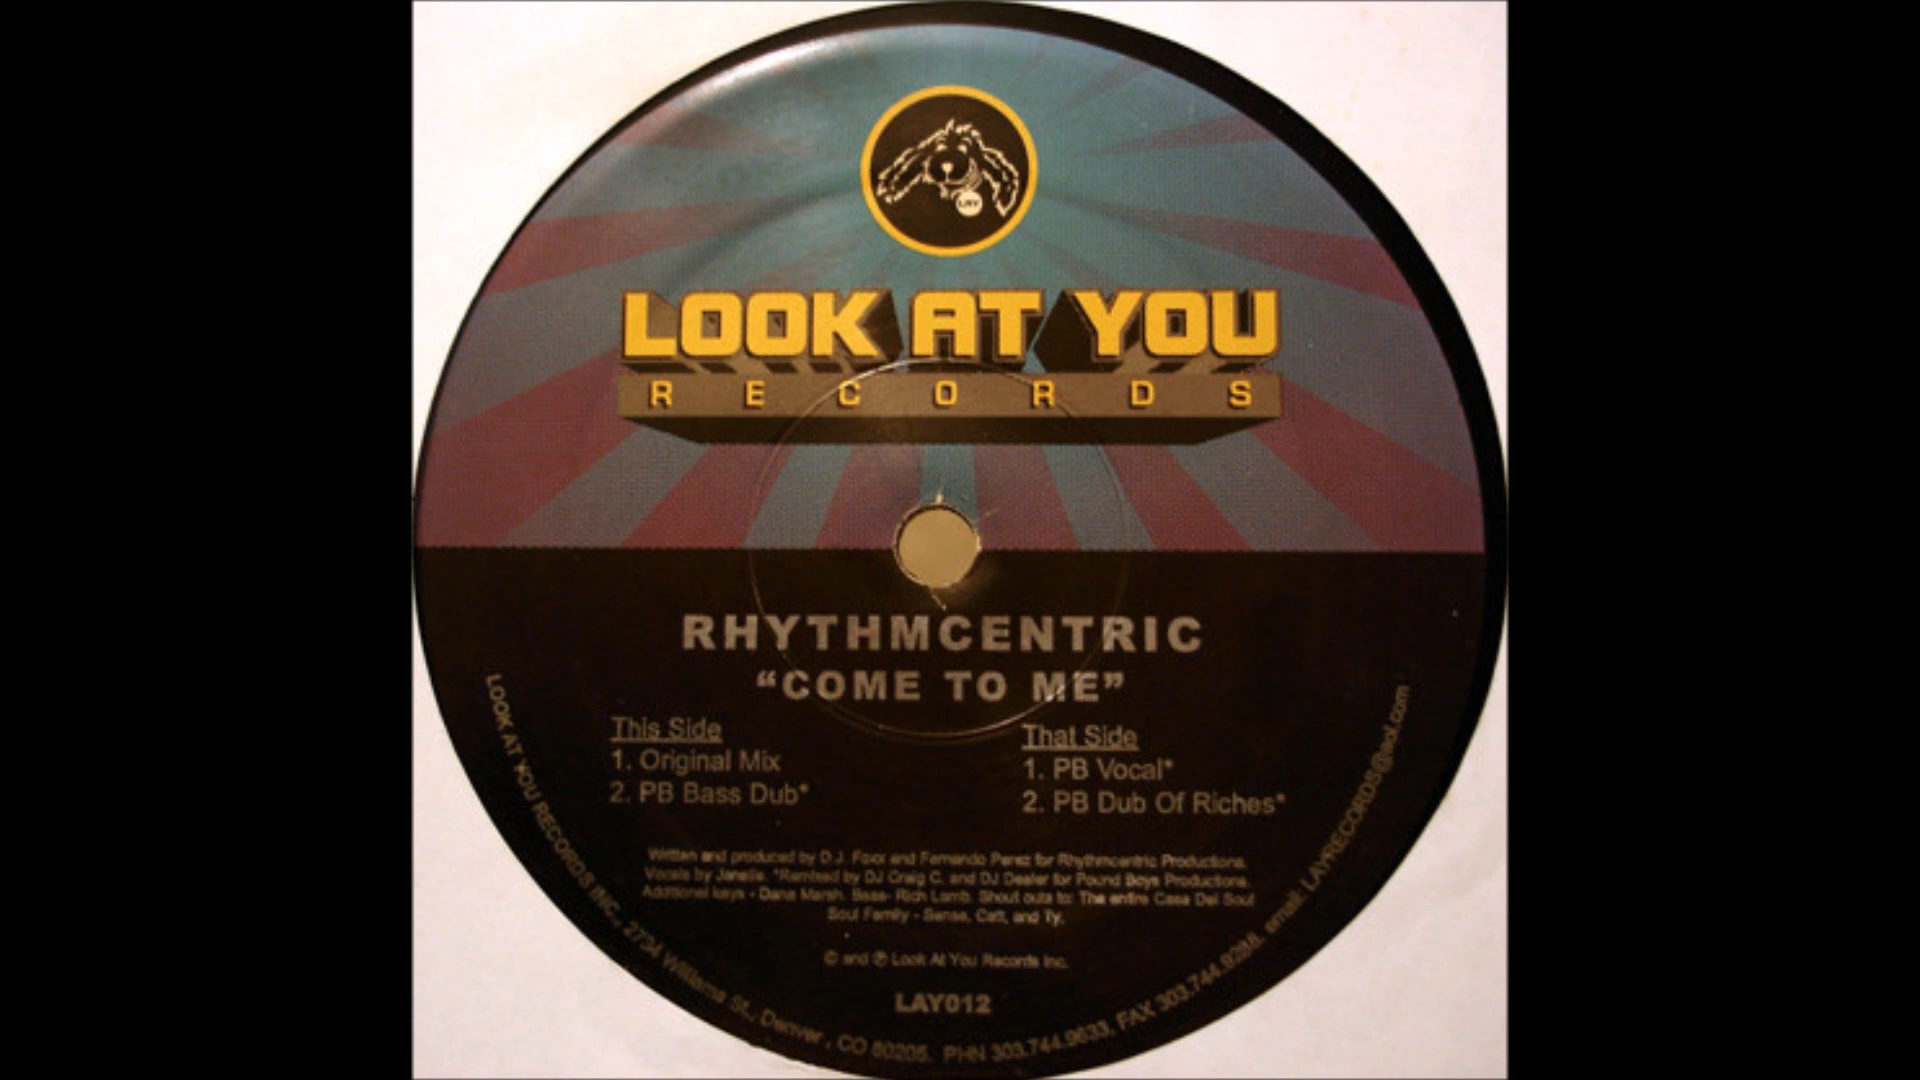 LAY
LOOK AT YOU
RECORDS
RHYTHMCENTRIC
“COME TO ME”
This Side
1. Original Mix
2. PB Bass Dub*
That Side
1. PB Vocal*
2. PB Dub Of Riches*
Written and produced by D.J. Foxx and Fernando Perez for Rhythmcentric Productions.
Vocals by Janelle. *Remixed by DJ Craig C. and DJ Dealer for Pound Boys Productions.
Additional keys - Dana Marsh. Bass- Rich Lamb. Shout outs to: The entire Casa Del Soul
Soul Family - Sense, Catt, and Ty.
© and ℗ Look At You Records Inc.
LAY012
LOOK AT YOU RECORDS INC., 2734 Williams St., Denver, CO 80205. PHN 303.744.9633, FAX 303.744.9288. email: LAYRECORDS@aol.com